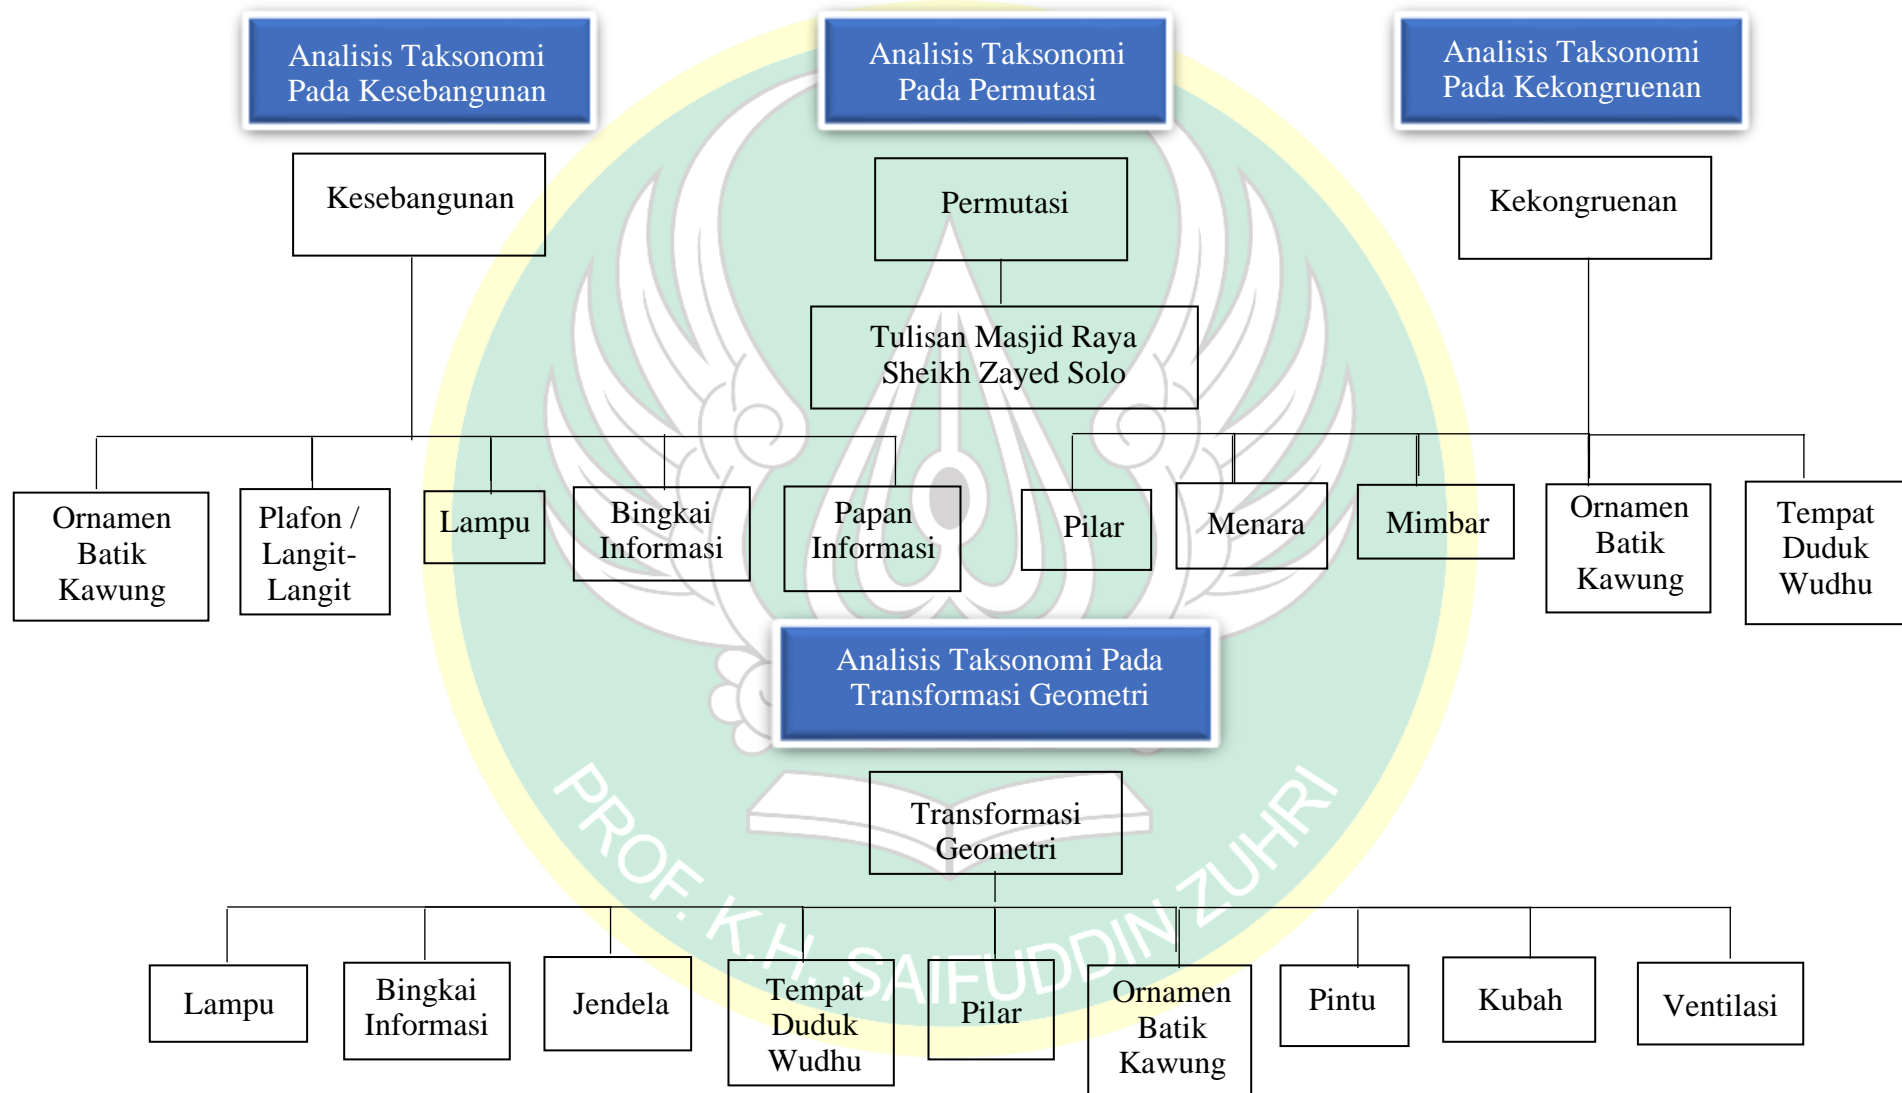 Analisis Taksonomi
Pada Kesebangunan
Analisis Taksonomi
Pada Permutasi
Analisis Taksonomi
Pada Kekongruenan
Kesebangunan
Permutasi
Kekongruenan
Tulisan Masjid Raya
Sheikh Zayed Solo
Ornamen
Batik
Kawung
Plafon /
Langit-
Langit
Lampu
Bingkai
Informasi
Papan
Informasi
Pilar
Menara
Mimbar
Ornamen
Batik
Kawung
Tempat
Duduk
Wudhu
Analisis Taksonomi Pada
Transformasi Geometri
Transformasi
Geometri
Lampu
Bingkai
Informasi
Jendela
Tempat
Duduk
Wudhu
Pilar
Ornamen
Batik
Kawung
Pintu
Kubah
Ventilasi
PROF. K.H. SAIFUDDIN ZUHRI